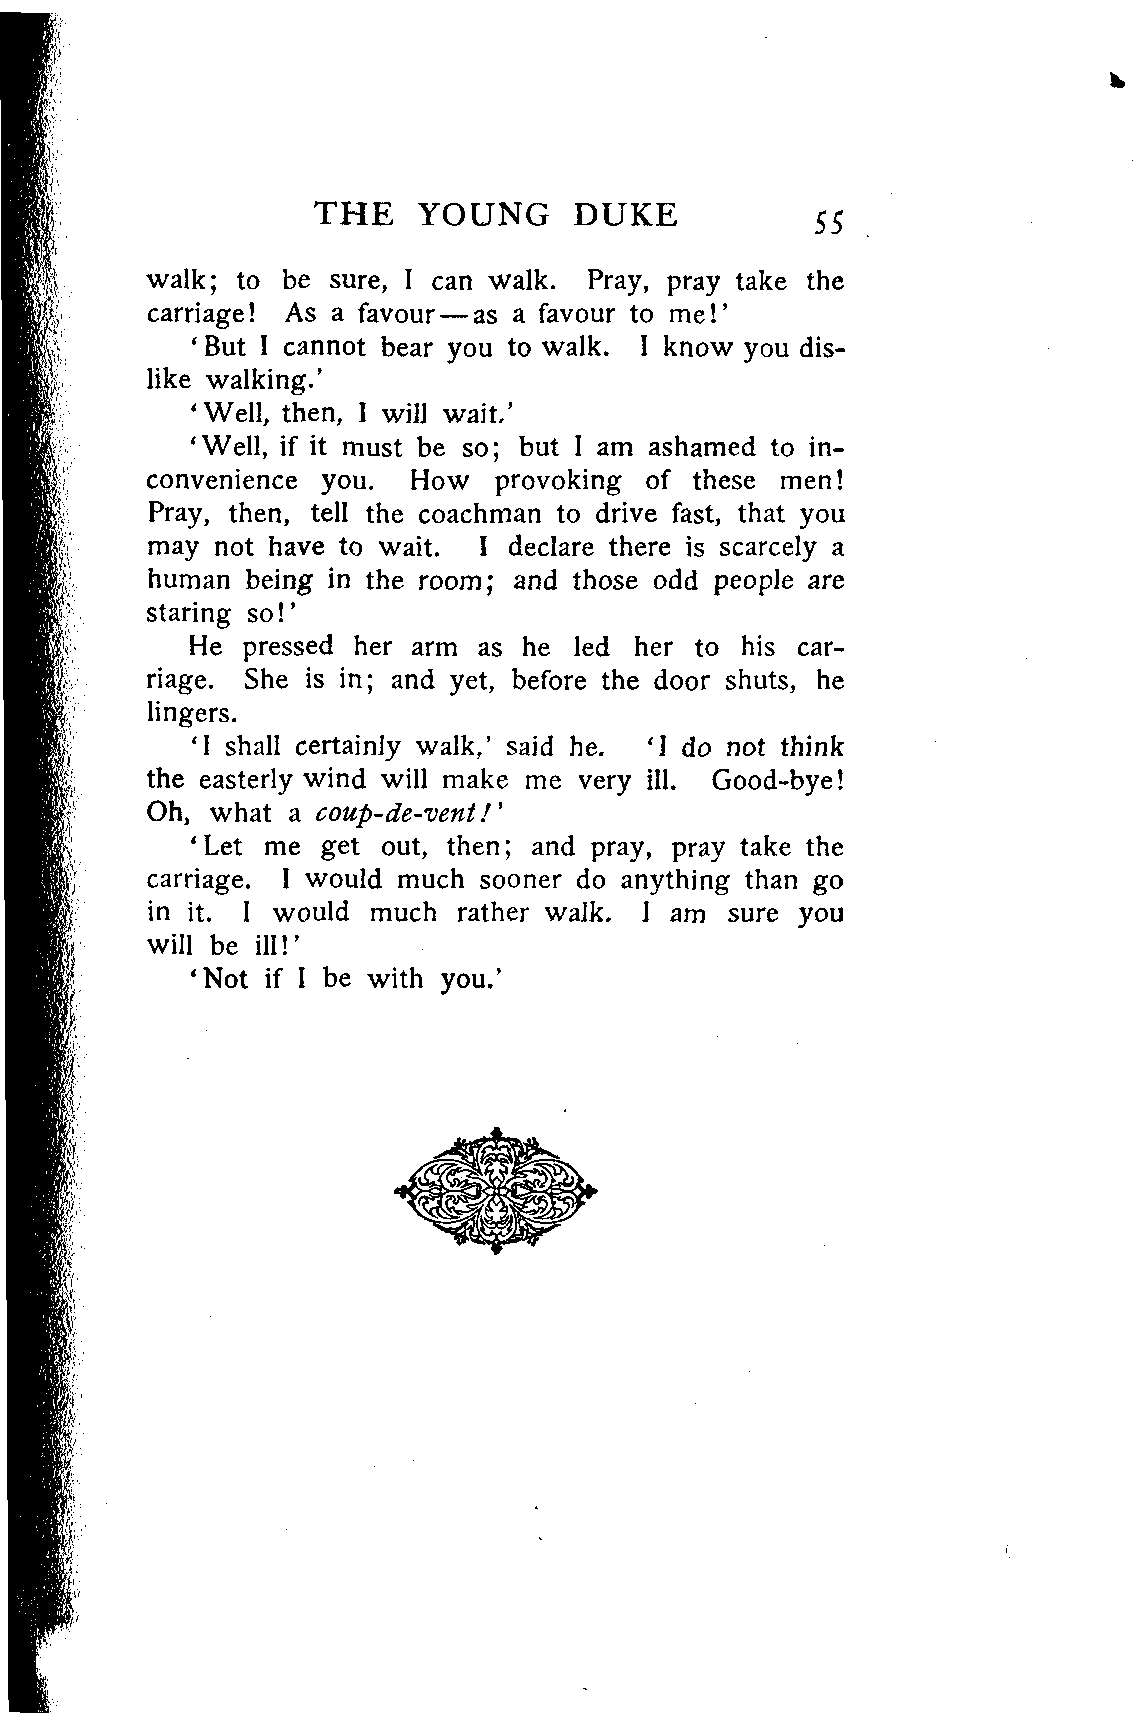 THE YOUNG DUKE 55
walk; to be sure, I can walk. Pray, pray take the
carriage! As a favour—as a favour to me!’
‘But I cannot bear you to walk. I know you dis-
like walking.’
‘Well, then, I will wait.’
‘Well, if it must be so; but I am ashamed to in-
convenience you. How provoking of these men!
Pray, then, tell the coachman to drive fast, that you
may not have to wait. I declare there is scarcely a
human being in the room; and those odd people are
staring so!’
He pressed her arm as he led her to his car-
riage. She is in; and yet, before the door shuts, he
lingers.
‘I shall certainly walk,’ said he. ‘I do not think
the easterly wind will make me very ill. Good-bye!
Oh, what a coup-de-vent!’
‘Let me get out, then; and pray, pray take the
carriage. I would much sooner do anything than go
in it. I would much rather walk. I am sure you
will be ill!’
‘Not if I be with you.’